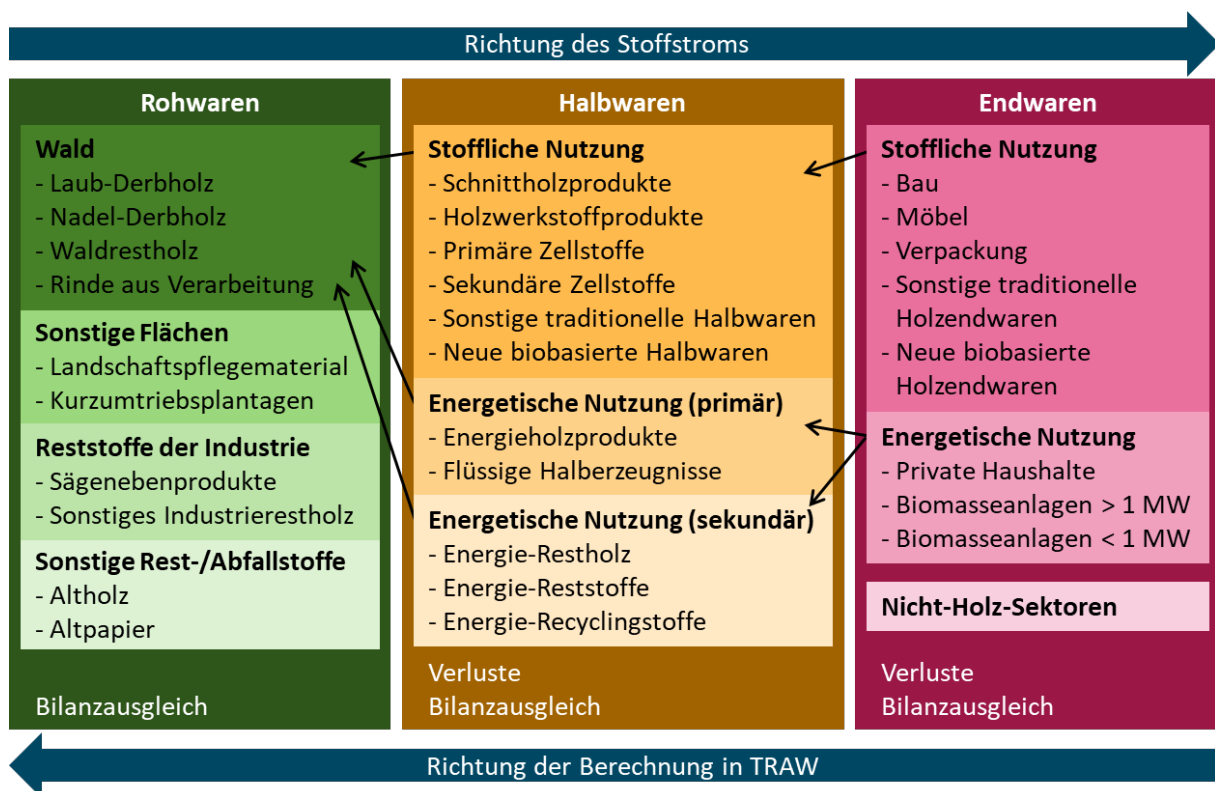 Richtung des Stoffstroms
Rohwaren
Wald
- Laub-Derbholz
- Nadel-Derbholz
- Waldrestholz
- Rinde aus Verarbeitung
Sonstige Flächen
- Landschaftspflegematerial
- Kurzumtriebsplantagen
Reststoffe der Industrie
- Sägenebenprodukte
- Sonstiges Industrierestholz
Sonstige Rest-/Abfallstoffe
- Altholz
- Altpapier
Bilanzausgleich
Halbwaren
Stoffliche Nutzung
- Schnittholzprodukte
- Holzwerkstoffprodukte
- Primäre Zellstoffe
- Sekundäre Zellstoffe
- Sonstige traditionelle Halbwaren
- Neue biobasierte Halbwaren
Energetische Nutzung (primär)
- Energieholzprodukte
- Flüssige Halberzeugnisse
Energetische Nutzung (sekundär)
- Energie-Restholz
- Energie-Reststoffe
- Energie-Recyclingstoffe
Verluste
Bilanzausgleich
Endwaren
Stoffliche Nutzung
- Bau
- Möbel
- Verpackung
- Sonstige traditionelle
Holzendwaren
- Neue biobasierte
Holzendwaren
Energetische Nutzung
- Private Haushalte
- Biomasseanlagen > 1 MW
- Biomasseanlagen < 1 MW
Nicht-Holz-Sektoren
Verluste
Bilanzausgleich
Richtung der Berechnung in TRAW